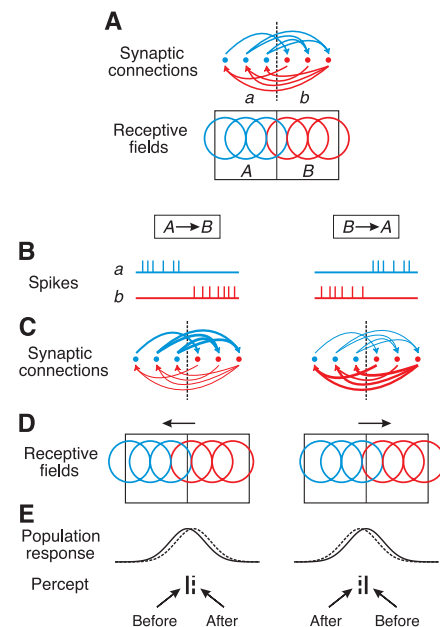 A
Synaptic
connections
a b
Receptive
fields
A B
A→B B→A
B
Spikes
a
b
C
Synaptic
connections
D
Receptive
fields
E
Population
response
Percept
Before After After Before